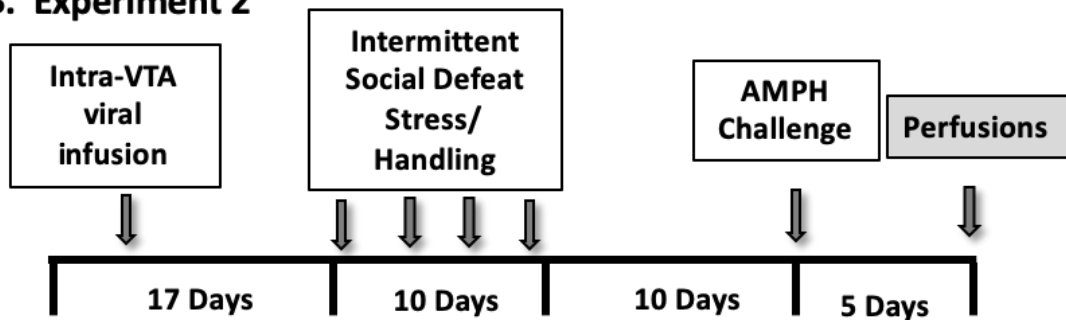 Experiment 2
Intra-VTA
viral
infusion
Intermittent
Social Defeat
Stress/
Handling
AMPH
Challenge
Perfusions
17 Days
10 Days
10 Days
5 Days